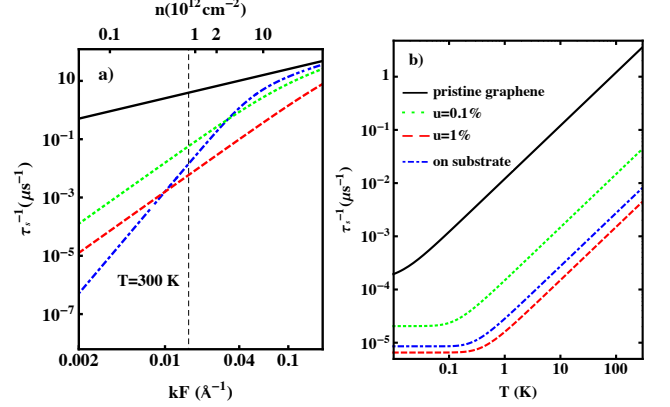 n(10¹²cm⁻²)
0.1 1 2 10
a)
10
10⁻¹
10⁻³
10⁻⁵
10⁻⁷
τₛ⁻¹(μs⁻¹)
T=300 K
0.002 0.01 0.04 0.1
kF (Å⁻¹)
b)
pristine graphene
u=0.1%
u=1%
on substrate
1
10⁻¹
10⁻²
10⁻³
10⁻⁴
10⁻⁵
τₛ⁻¹(μs⁻¹)
0.1 1 10 100
T (K)